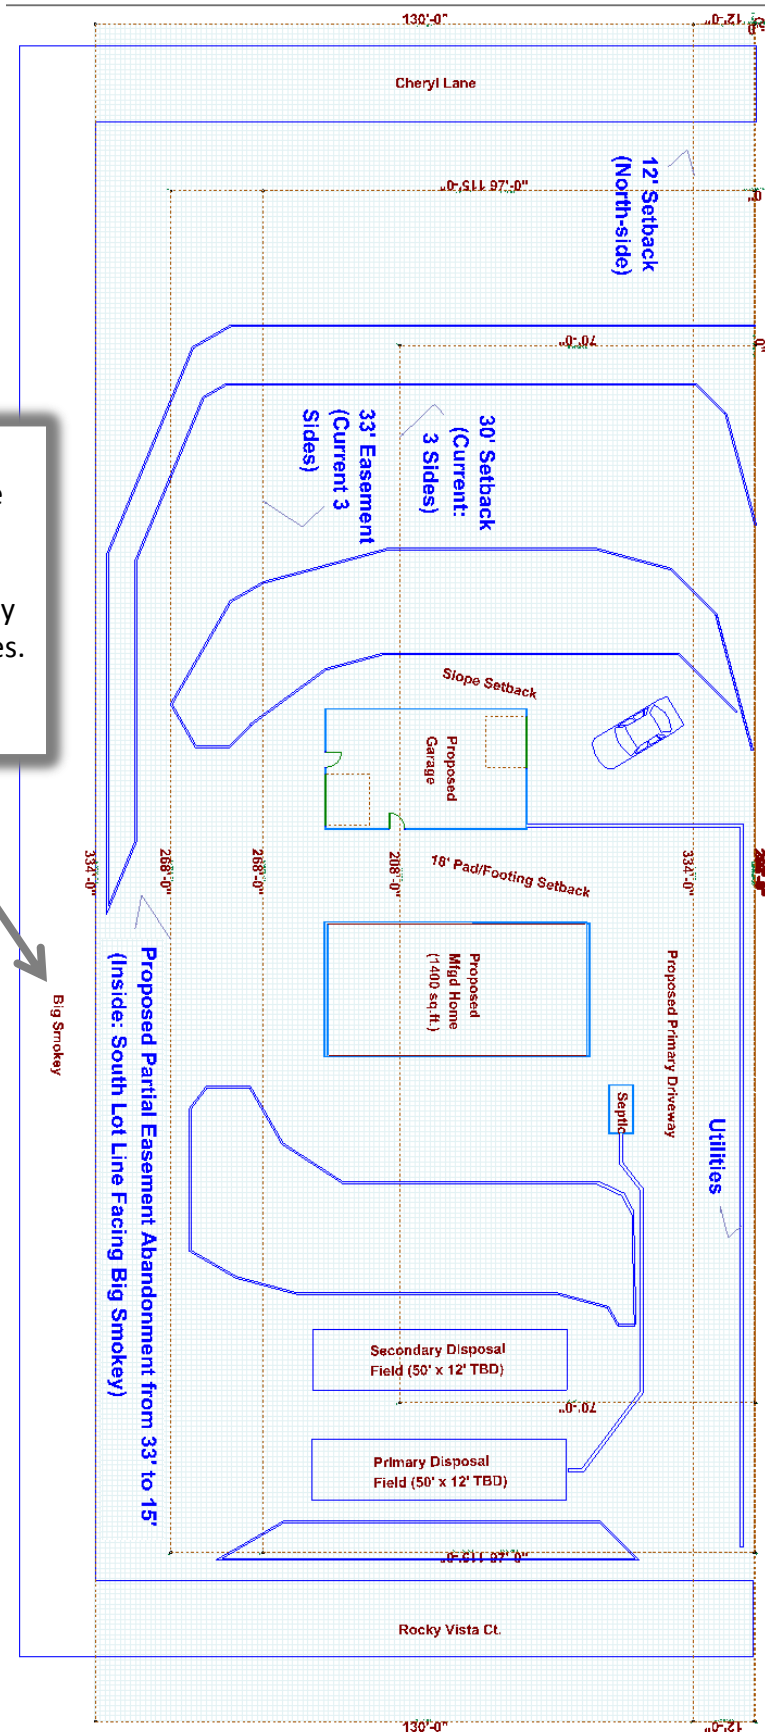 130'-0"
12'-0"
Cheryl Lane
12' Setback
(North-side)
115'-0"
70'-0"
30' Setback
(Current:
3 Sides)
33' Easement
(Current 3
Sides)
y
es.
Slope Setback
Proposed
Garage
334'-0"
268'-0"
268'-0"
208'-0"
334'-0"
18' Pad/Footing Setback
Proposed
Mfgd Home
(1400 sq.ft.)
Proposed Primary Driveway
Septic
Utilities
Big Smokey
Proposed Partial Easement Abandonment from 33' to 15'
(Inside: South Lot Line Facing Big Smokey)
Secondary Disposal
Field (50' x 12' TBD)
70'-0"
Primary Disposal
Field (50' x 12' TBD)
115'-0"
Rocky Vista Ct.
130'-0"
12'-0"